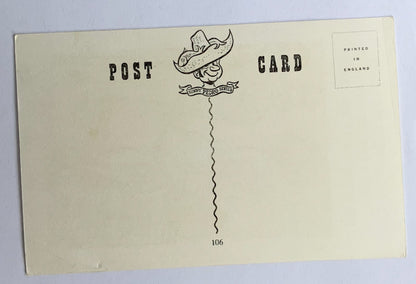 POST CARD
PRINTED
IN
ENGLAND
106